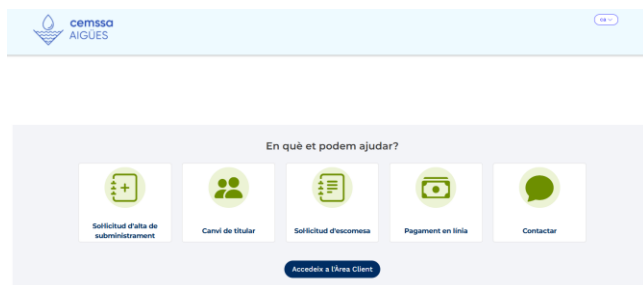 cemssa
AIGÜES
En què et podem ajudar?
Sol·licitud d'alta de
subministrament
Canvi de titular
Sol·licitud d'escomesa
Pagament en línia
Contactar
Accedeix a l'Àrea Client